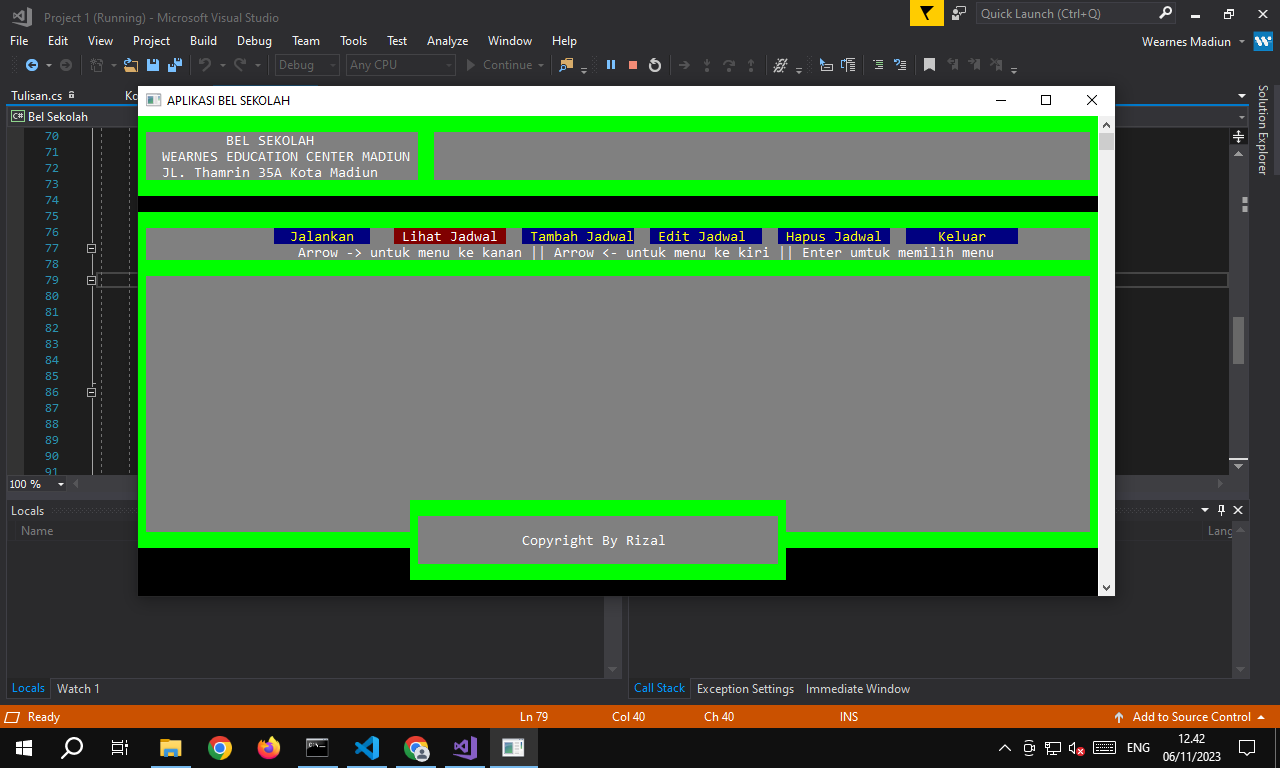 Project 1 (Running) - Microsoft Visual Studio
Quick Launch (Ctrl+Q)
File Edit View Project Build Debug Team Tools Test Analyze Window Help
Wearnes Madiun
Debug Any CPU Continue
Tulisan.cs Ko
APLIKASI BEL SEKOLAH
Solution Explorer
C# Bel Sekolah
BEL SEKOLAH
WEARNES EDUCATION CENTER MADIUN
JL. Thamrin 35A Kota Madiun
Jalankan Lihat Jadwal Tambah Jadwal Edit Jadwal Hapus Jadwal Keluar
Arrow -> untuk menu ke kanan || Arrow <- untuk menu ke kiri || Enter umtuk memilih menu
70
71
72
73
74
75
76
77
78
79
80
81
82
83
84
85
86
87
88
89
90
91
100 %
Copyright By Rizal
Locals
Name
Lang
Locals Watch 1
Call Stack Exception Settings Immediate Window
Ready Ln 79 Col 40 Ch 40 INS Add to Source Control
ENG
12.42
06/11/2023